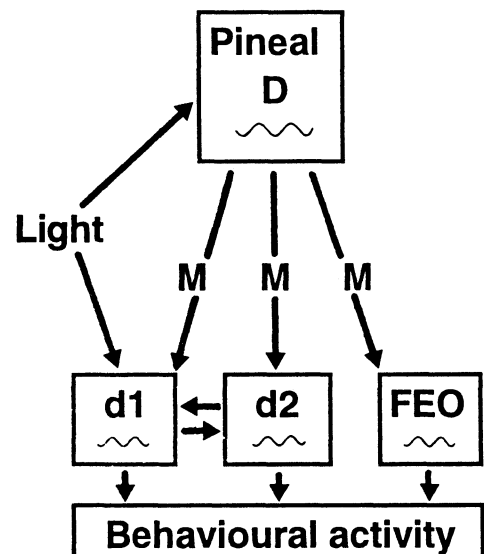 Pineal
D
Light
M M M
d1 d2 FEO
Behavioural activity